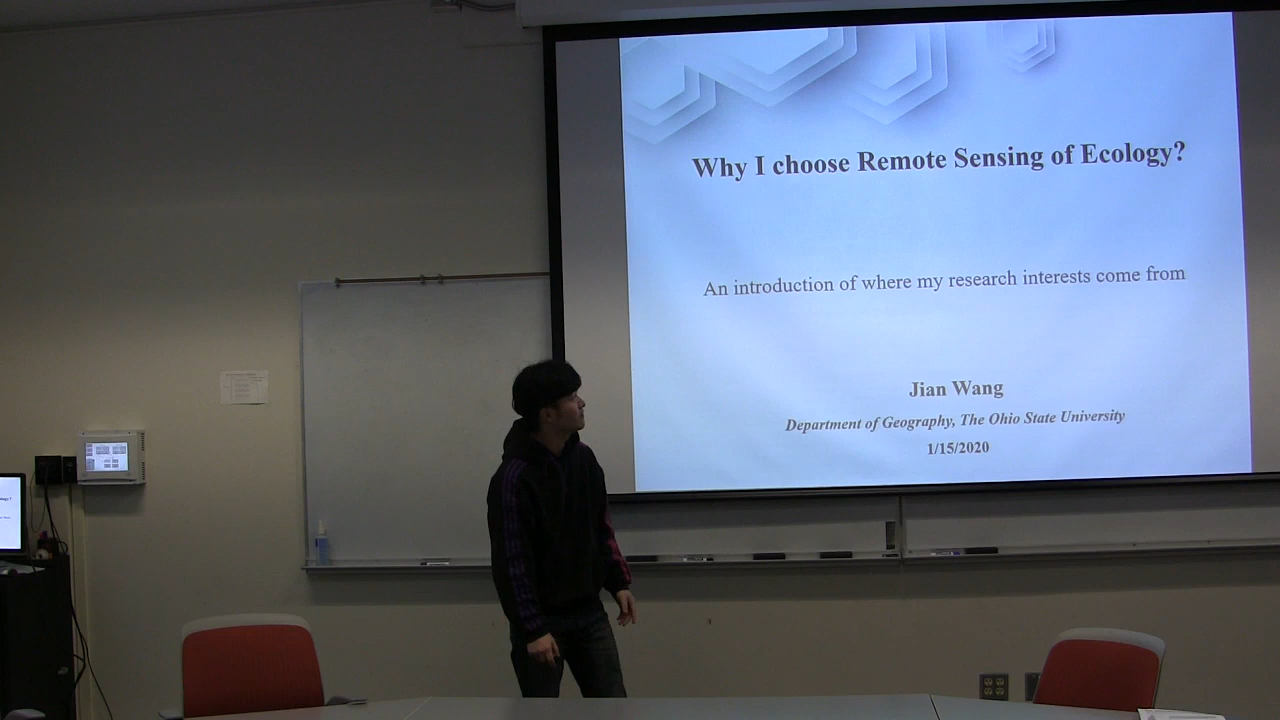 Why I choose Remote Sensing of Ecology?
An introduction of where my research interests come from
Jian Wang
Department of Geography, The Ohio State University
1/15/2020